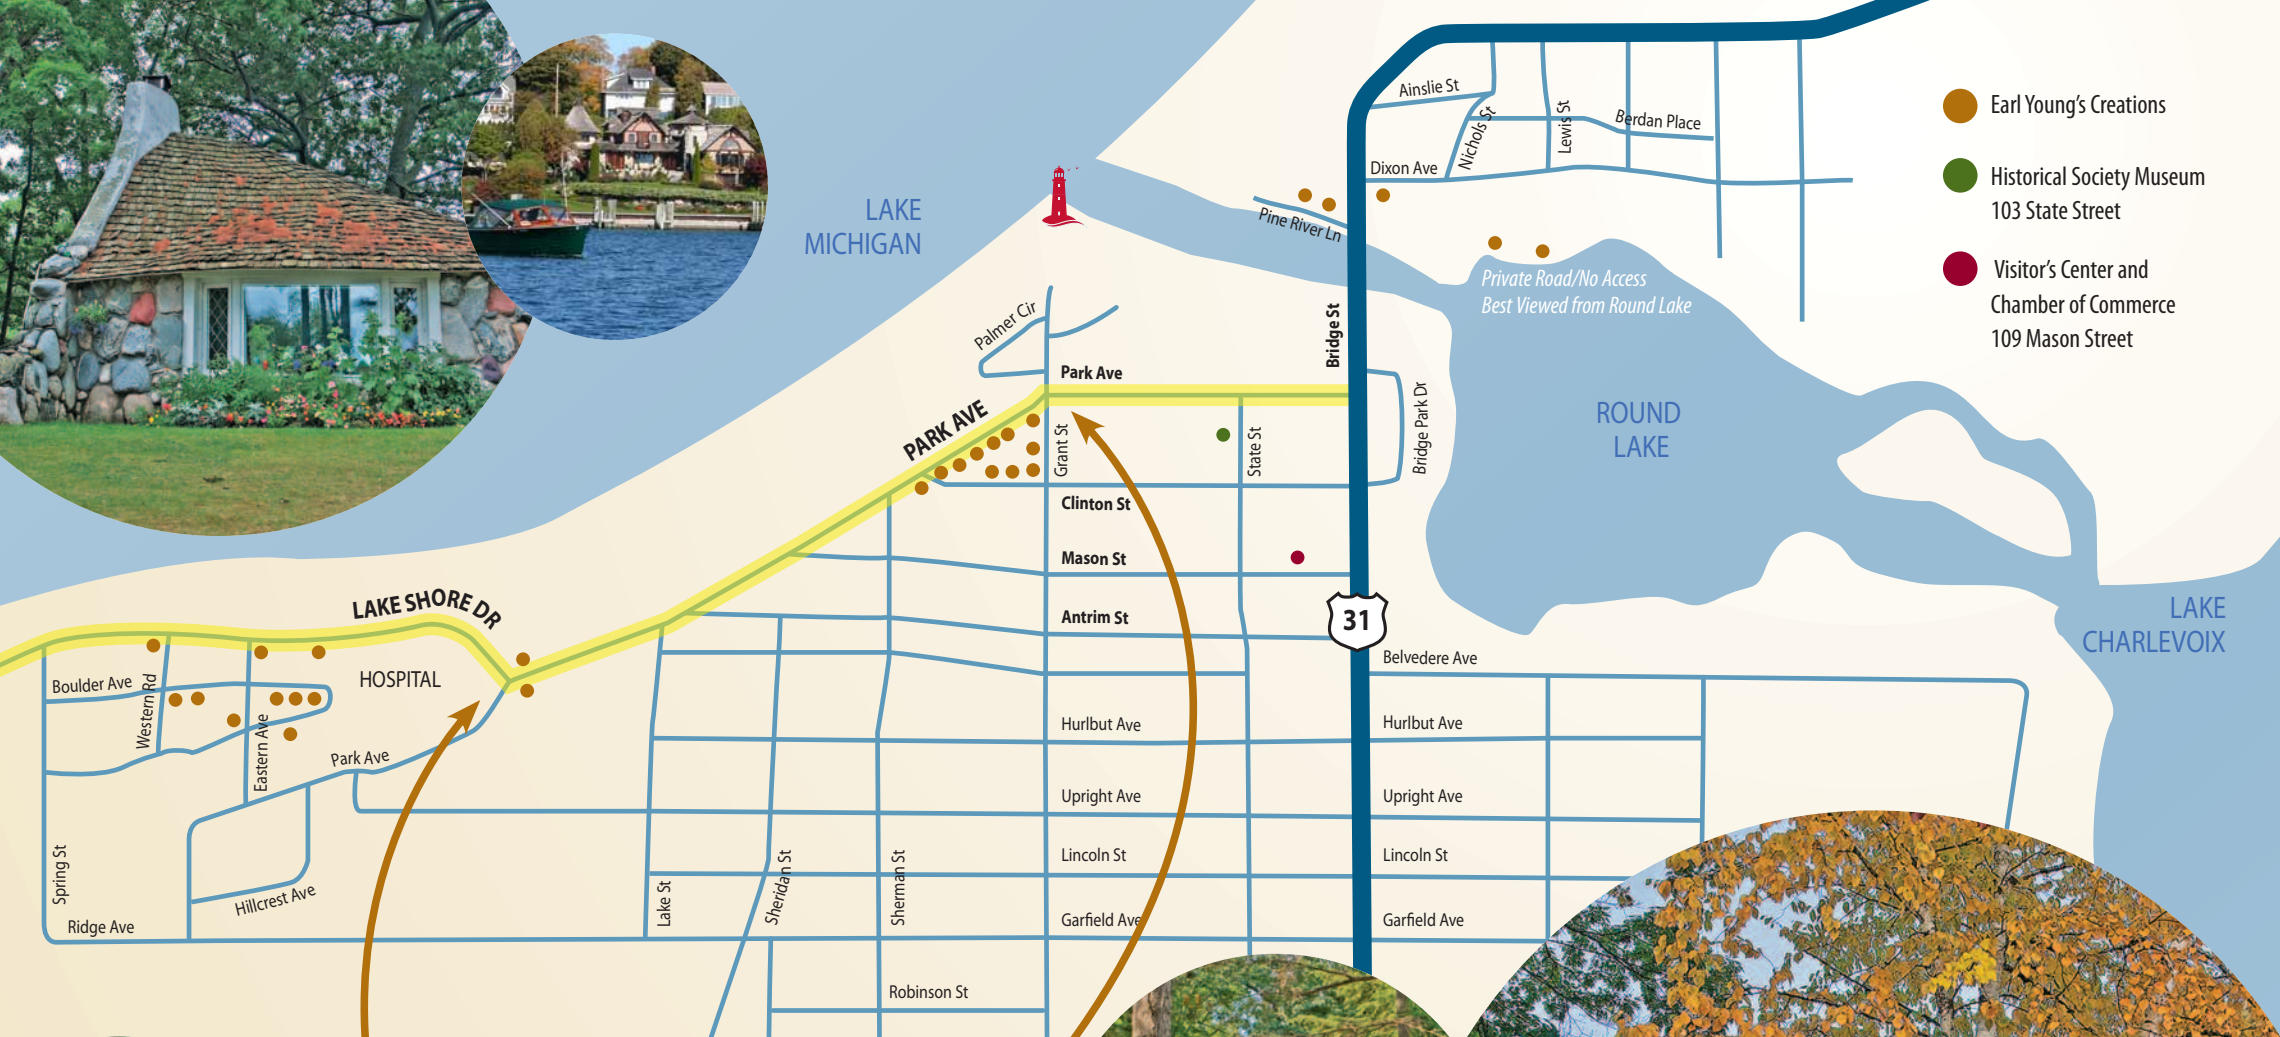 Ainslie St
Nichols St
Lewis St
Berdan Place
Dixon Ave
Pine River Ln
Earl Young's Creations
Historical Society Museum
103 State Street
Visitor's Center and
Chamber of Commerce
109 Mason Street
LAKE
MICHIGAN
Private Road/No Access
Best Viewed from Round Lake
Palmer Cir
Bridge St
Park Ave
PARK AVE
Grant St
State St
Bridge Park Dr
ROUND
LAKE
Clinton St
Mason St
Antrim St
31
LAKE SHORE DR
HOSPITAL
Boulder Ave
Western Rd
Eastern Ave
Park Ave
Belvedere Ave
LAKE
CHARLEVOIX
Hurlbut Ave
Hurlbut Ave
Upright Ave
Upright Ave
Spring St
Hillcrest Ave
Ridge Ave
Lake St
Sheridan St
Sherman St
Lincoln St
Lincoln St
Garfield Ave
Garfield Ave
Robinson St